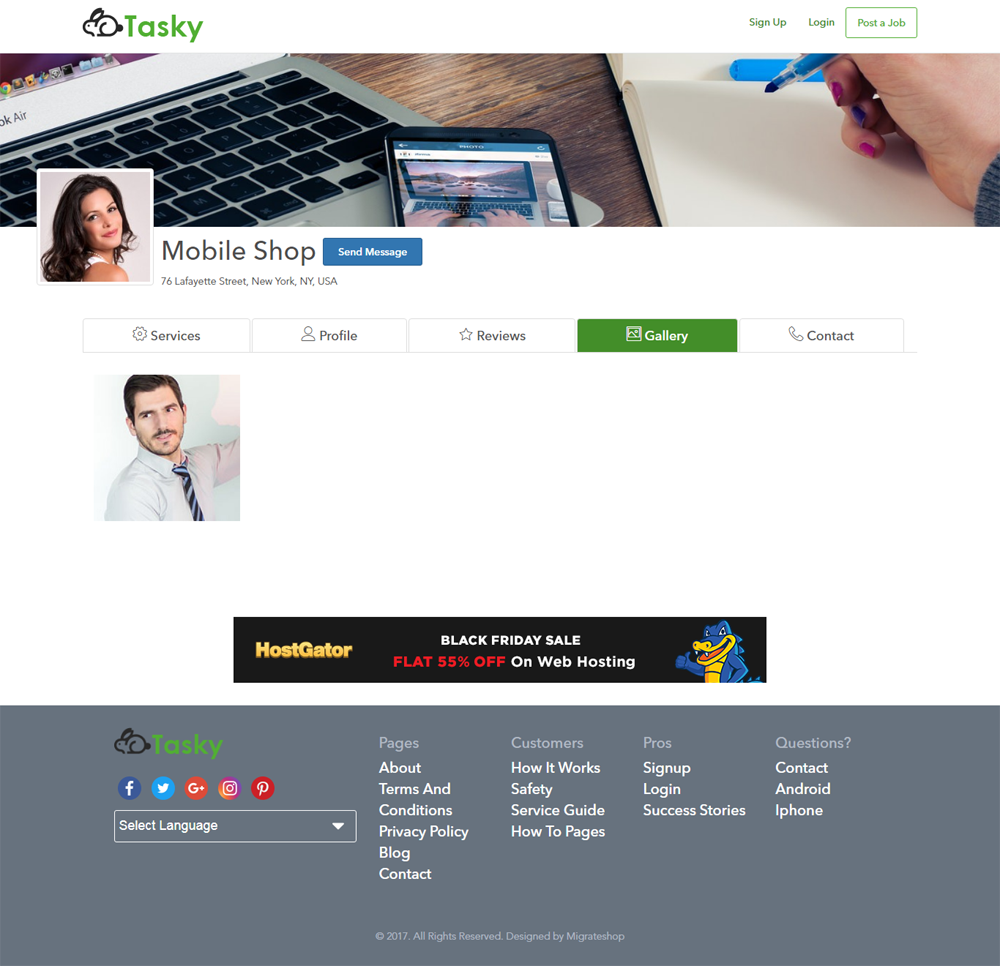 Tasky
Sign Up
Login
Post a Job
ok Air
PHOTO
Mobile Shop
Send Message
76 Lafayette Street, New York, NY, USA
Services
Profile
Reviews
Gallery
Contact
HostGator
BLACK FRIDAY SALE
FLAT 55% OFF On Web Hosting
Tasky
Select Language
Pages
About
Terms And
Conditions
Privacy Policy
Blog
Contact
Customers
How It Works
Safety
Service Guide
How To Pages
Pros
Signup
Login
Success Stories
Questions?
Contact
Android
Iphone
© 2017. All Rights Reserved. Designed by Migrateshop